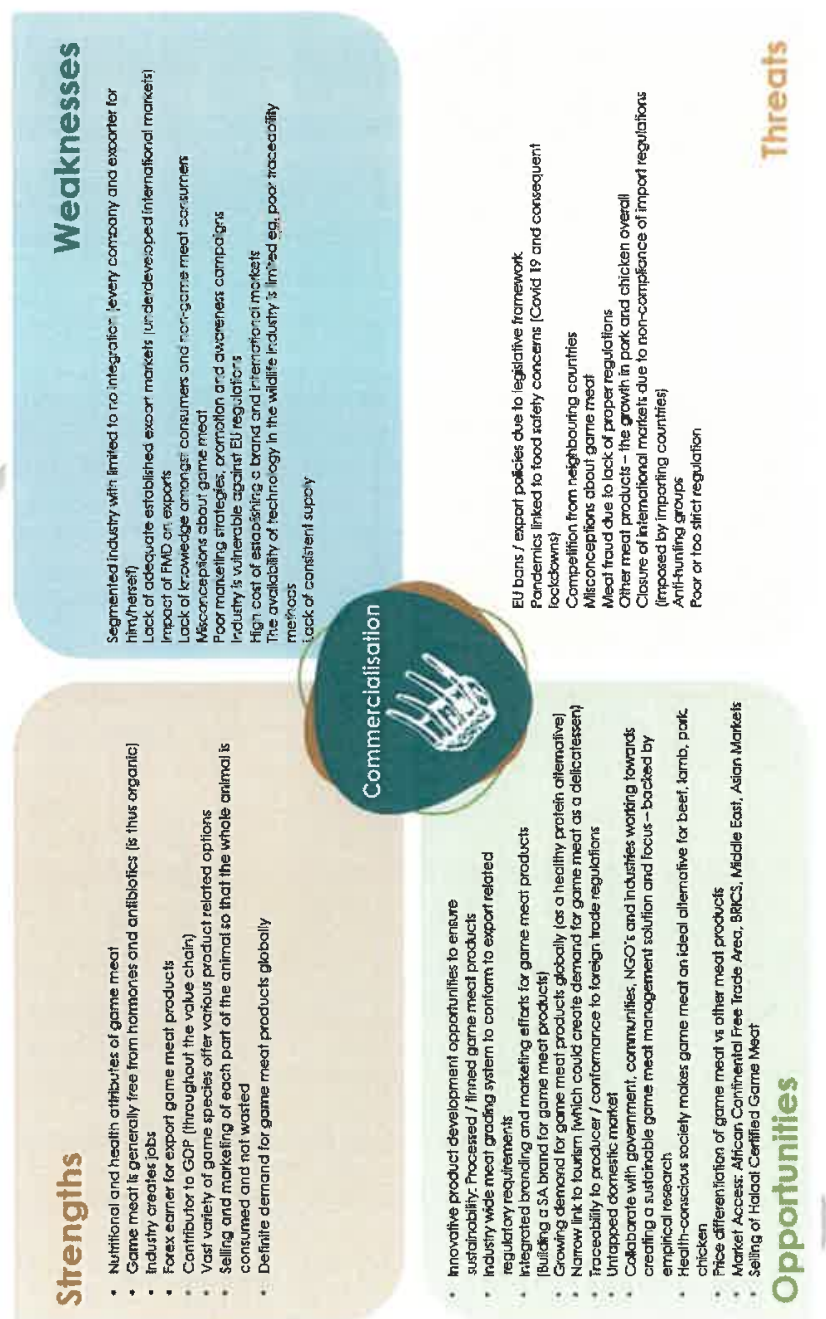 Strengths
• Nutritional and health attributes of game meat
• Game meat is generally free from hormones and antibiotics (is thus organic)
• Industry creates jobs
• Forex earner for export game meat products
• Contributor to GDP (throughout the value chain)
• Vast variety of game species offer various product related options
• Selling and marketing of each part of the animal so that the whole animal is
consumed and not wasted
• Definite demand for game meat products globally
Weaknesses
Segmented industry with limited to no integration (every company and exporter for
him/herself)
Lack of adequate established export markets (underdeveloped international markets)
Impact of FMD on exports
Lack of knowledge amongst consumers and non-game meat consumers
Misconceptions about game meat
Poor marketing strategies, promotion and awareness campaigns
Industry is vulnerable against EU regulations
High cost of establishing a brand and international markets
The availability of technology in the wildlife industry is limited eg. poor traceability
methods
Lack of consistent supply
Commercialisation
• Innovative product development opportunities to ensure
sustainability: Processed / tinned game meat products
• Industry wide meat grading system to conform to export related
regulatory requirements
• Integrated branding and marketing efforts for game meat products
(Building a SA brand for game meat products)
• Growing demand for game meat products globally (as a healthy protein alternative)
• Narrow link to tourism (which could create demand for game meat as a delicatessen)
• Traceability to producer / conformance to foreign trade regulations
• Untapped domestic market
• Collaborate with government, communities, NGO's and industries working towards
creating a sustainable game meat management solution and focus – backed by
empirical research
• Health-conscious society makes game meat an ideal alternative for beef, lamb, pork,
chicken
• Price differentiation of game meat vs other meat products
• Market Access: African Continental Free Trade Area, BRICS, Middle East, Asian Markets
• Selling of Halaal Certified Game Meat
Opportunities
EU bans / export policies due to legislative framework
Pandemics linked to food safety concerns (Covid 19 and consequent
lockdowns)
Competition from neighbouring countries
Misconceptions about game meat
Meat fraud due to lack of proper regulations
Other meat products – the growth in pork and chicken overall
Closure of international markets due to non-compliance of import regulations
(imposed by importing countries)
Anti-hunting groups
Poor or too strict regulation
Threats